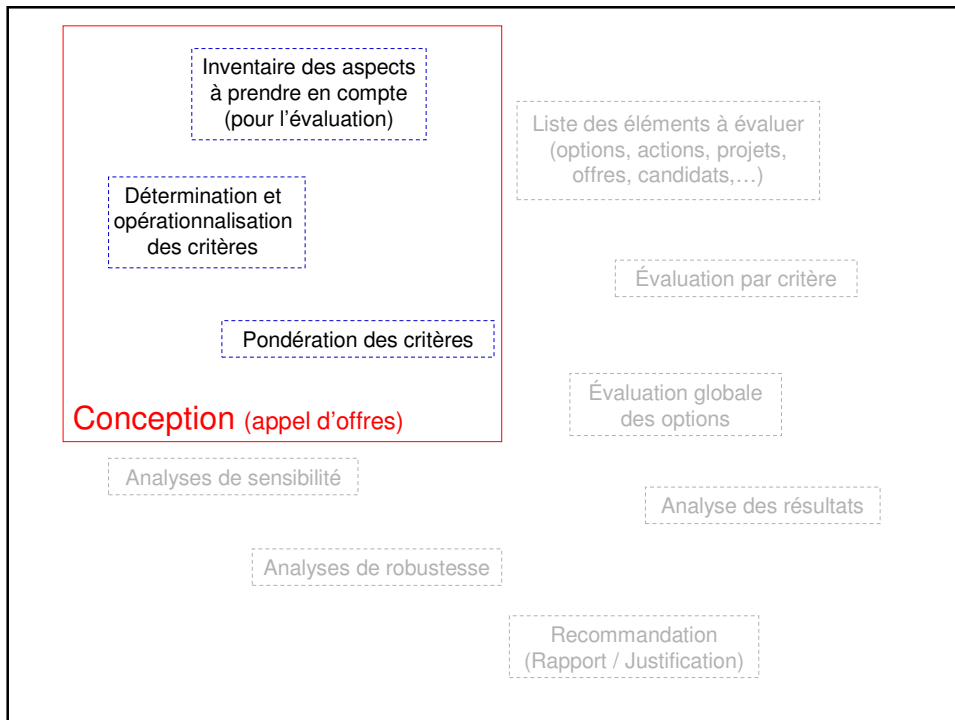 Inventaire des aspects
à prendre en compte
(pour l'évaluation)
Détermination et
opérationnalisation
des critères
Pondération des critères
Conception (appel d'offres)
Liste des éléments à évaluer
(options, actions, projets,
offres, candidats,…)
Évaluation par critère
Évaluation globale
des options
Analyse des résultats
Analyses de sensibilité
Analyses de robustesse
Recommandation
(Rapport / Justification)